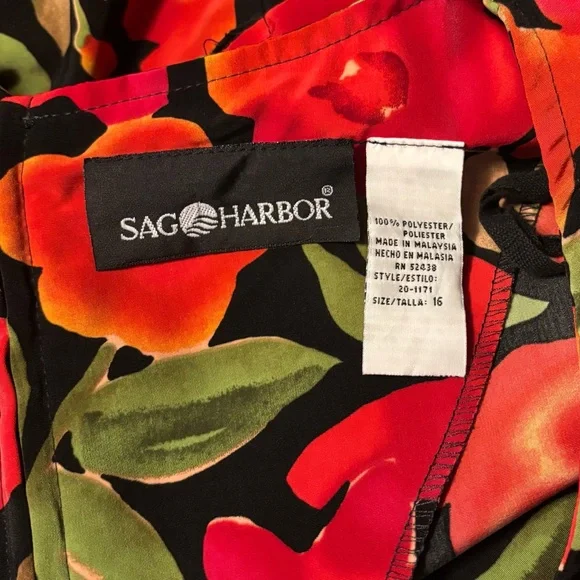 SAG HARBOR®
100% POLYESTER/
POLIESTER
MADE IN MALAYSIA
HECHO EN MALASIA
RN 52838
STYLE/ESTILO:
20-1171
SIZE/TALLA: 16